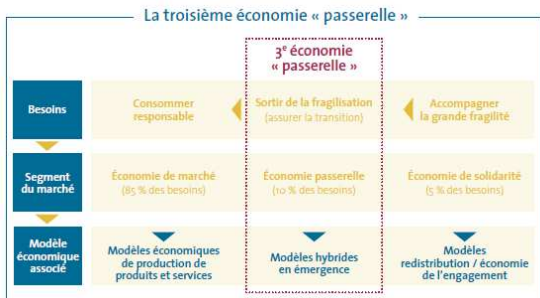 La troisième économie « passerelle »
3e économie
« passerelle »
Besoins
Consommer
responsable
Sortir de la fragilisation
(assurer la transition)
Accompagner
la grande fragilité
Segment
du marché
Économie de marché
(85 % des besoins)
Économie passerelle
(10 % des besoins)
Économie de solidarité
(5 % des besoins)
Modèle
économique
associé
Modèles économiques
de production de
produits et services
Modèles hybrides
en émergence
Modèles
redistribution / économie
de l'engagement